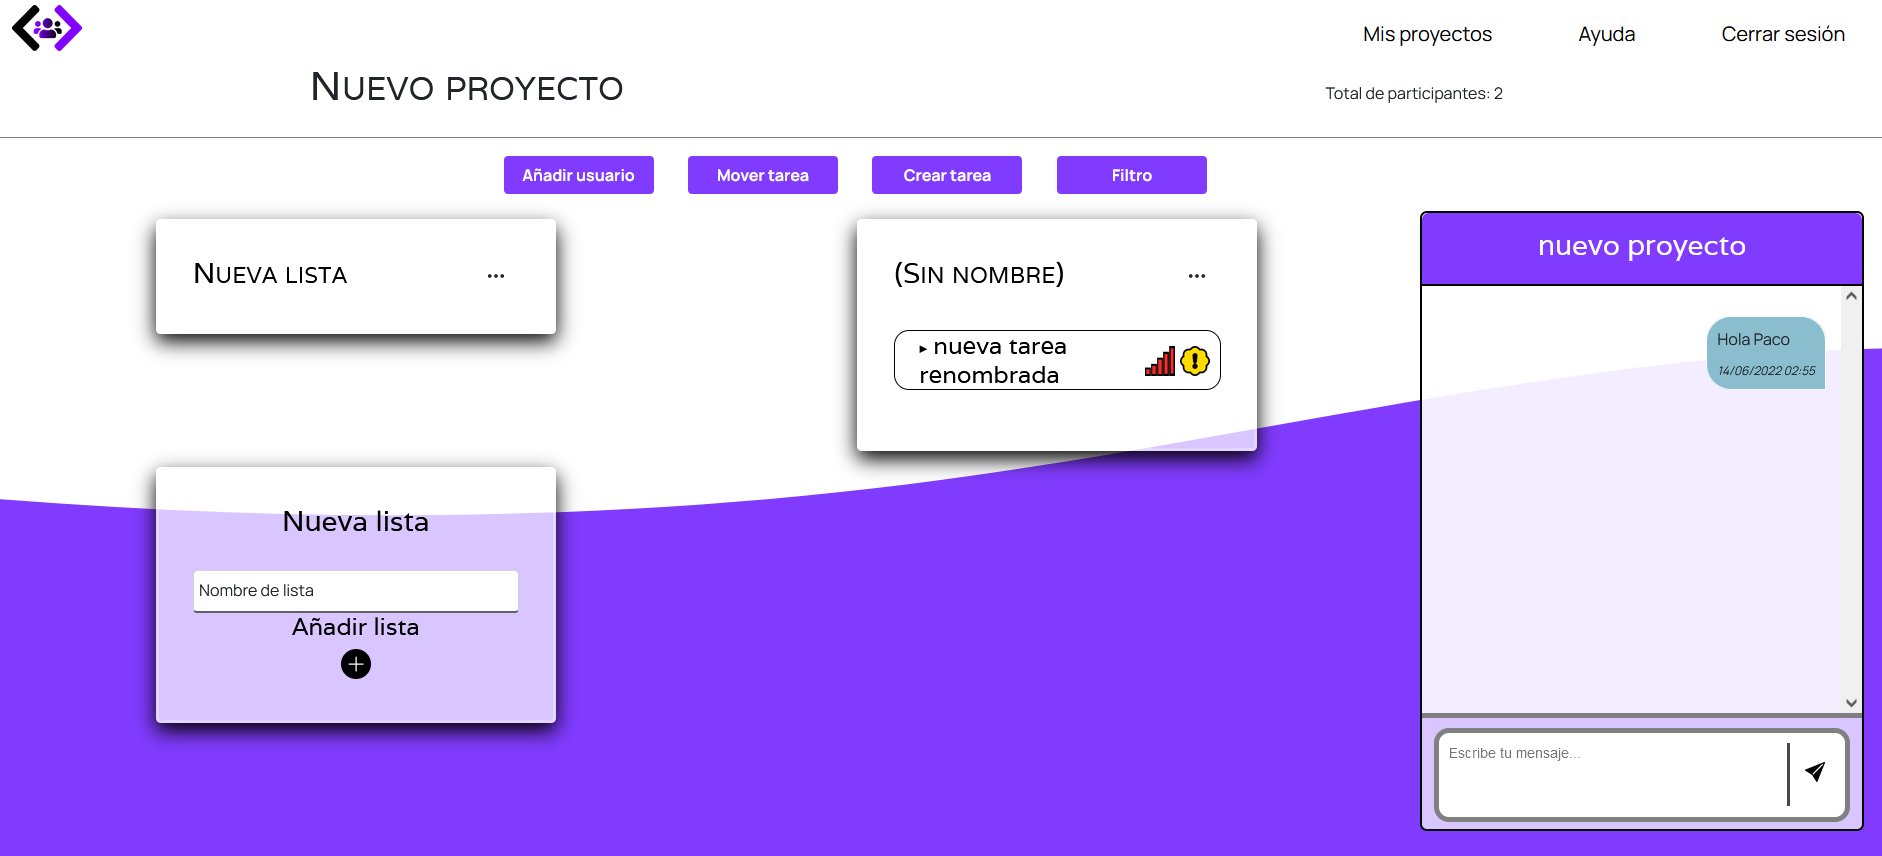 Mis proyectos
Ayuda
Cerrar sesión
Nuevo proyecto
Total de participantes: 2
Añadir usuario
Mover tarea
Crear tarea
Filtro
Nueva lista
...
(Sin nombre)
...
▸ nueva tarea
renombrada
Nueva lista
Nombre de lista
Añadir lista
nuevo proyecto
Hola Paco
14/06/2022 02:55
Escribe tu mensaje...